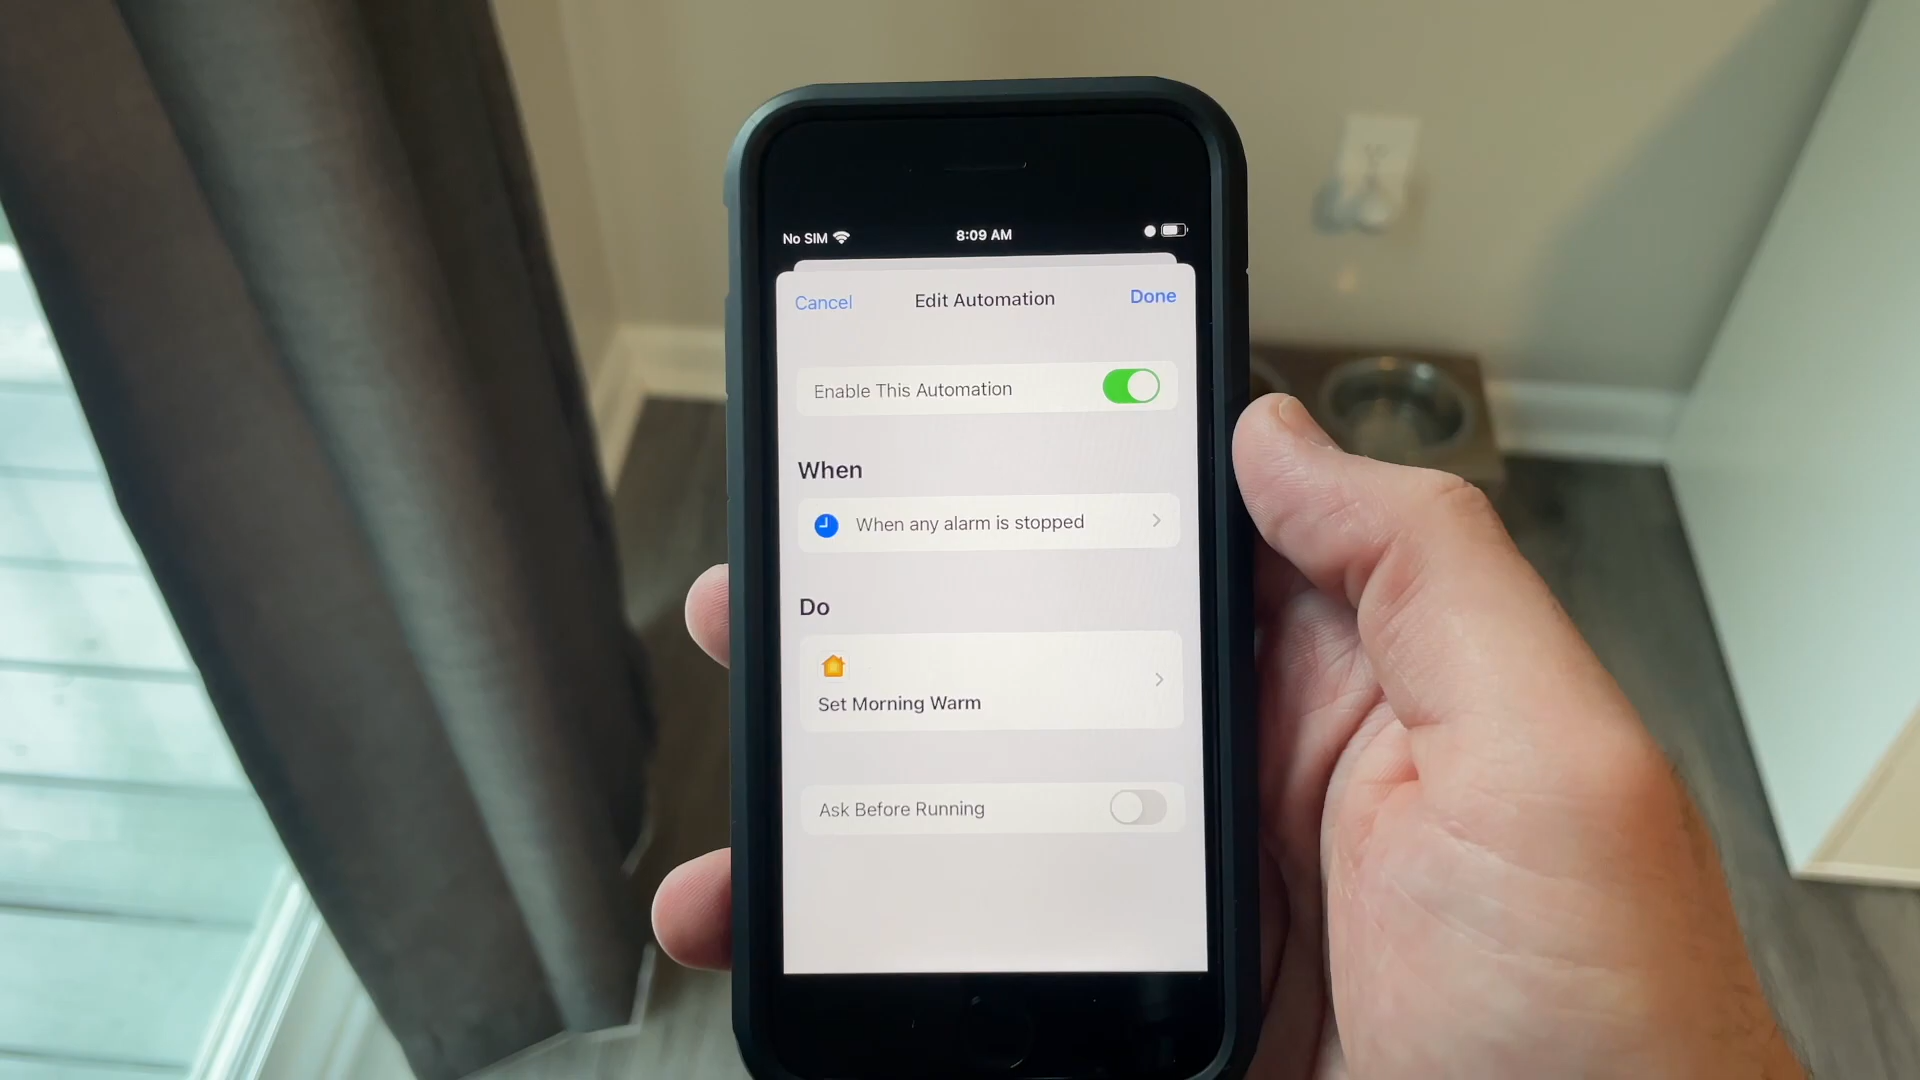 No SIM 8:09 AM
Cancel Edit Automation Done
Enable This Automation
When
When any alarm is stopped
Do
Set Morning Warm
Ask Before Running